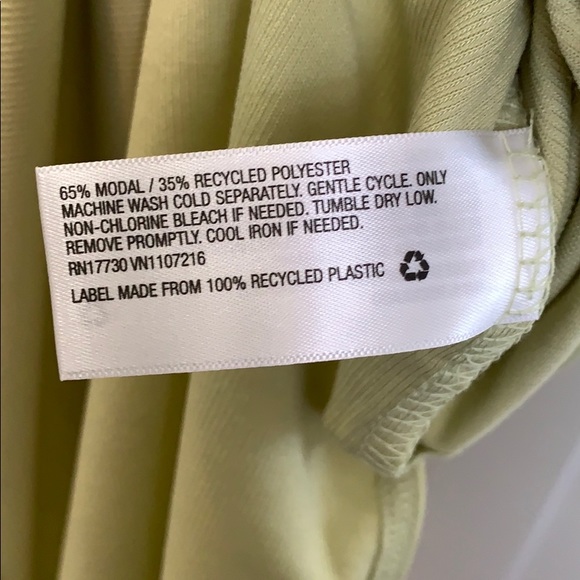 65% MODAL / 35% RECYCLED POLYESTER
MACHINE WASH COLD SEPARATELY. GENTLE CYCLE. ONLY
NON-CHLORINE BLEACH IF NEEDED. TUMBLE DRY LOW.
REMOVE PROMPTLY. COOL IRON IF NEEDED.
RN17730 VN1107216
LABEL MADE FROM 100% RECYCLED PLASTIC